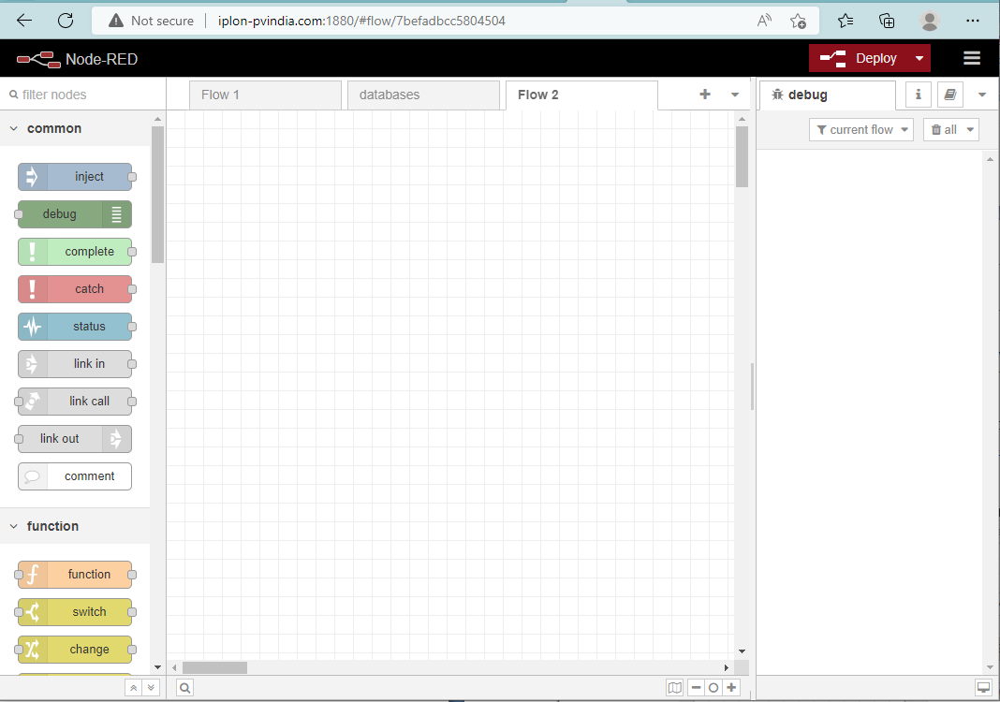 Not secure iplon-pvindia.com:1880/#flow/7befadbcc5804504
Node-RED Deploy
filter nodes Flow 1 databases Flow 2 debug
common current flow all
inject
debug
complete
catch
status
link in
link call
link out
comment
function
function
switch
change